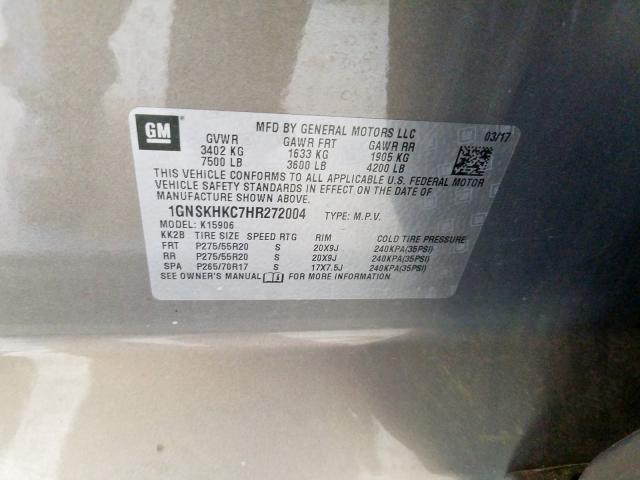 GM
MFD BY GENERAL MOTORS LLC 03/17
GVWR GAWR FRT GAWR RR
3402 KG 1633 KG 1905 KG
7500 LB 3600 LB 4200 LB
THIS VEHICLE CONFORMS TO ALL APPLICABLE U.S. FEDERAL MOTOR
VEHICLE SAFETY STANDARDS IN EFFECT ON THE DATE OF
MANUFACTURE SHOWN ABOVE.
1GNSKHKC7HR272004 TYPE: M.P.V.
MODEL: K15906
KK2B TIRE SIZE SPEED RTG RIM COLD TIRE PRESSURE
FRT P275/55R20 S 20X9J 240KPA(35PSI)
RR P275/55R20 S 20X9J 240KPA(35PSI)
SPA P265/70R17 S 17X7.5J 240KPA(35PSI)
SEE OWNER'S MANUAL FOR MORE INFORMATION.